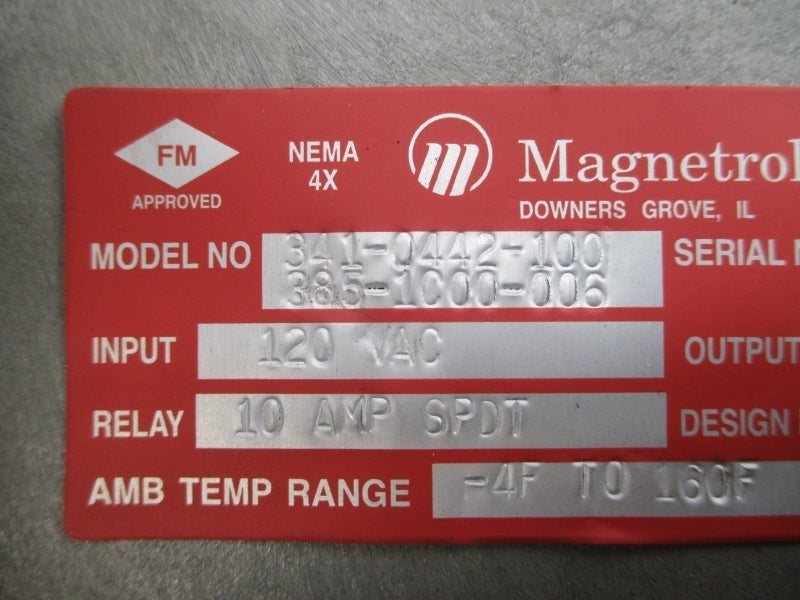 FM
APPROVED
NEMA
4X
Magnetrol
DOWNERS GROVE, IL
MODEL NO 341-0442-100
385-1C00-006
SERIAL
INPUT 120 VAC
OUTPUT
RELAY 10 AMP SPDT
DESIGN
AMB TEMP RANGE -4F TO 160F